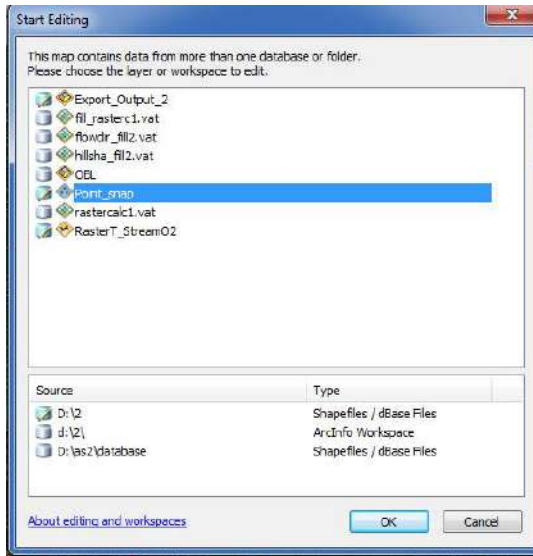 Start Editing
This map contains data from more than one database or folder.
Please choose the layer or workspace to edit.
Export_Output_2
fill_rasterc1.vat
flowdir_fill2.vat
hillsha_fill2.vat
OBL
Point_snap
rastercalc1.vat
RasterT_StreamO2
Source Type
D:\2 Shapefiles / dBase Files
d:\2\ ArcInfo Workspace
D:\as2\database Shapefiles / dBase Files
About editing and workspaces OK Cancel